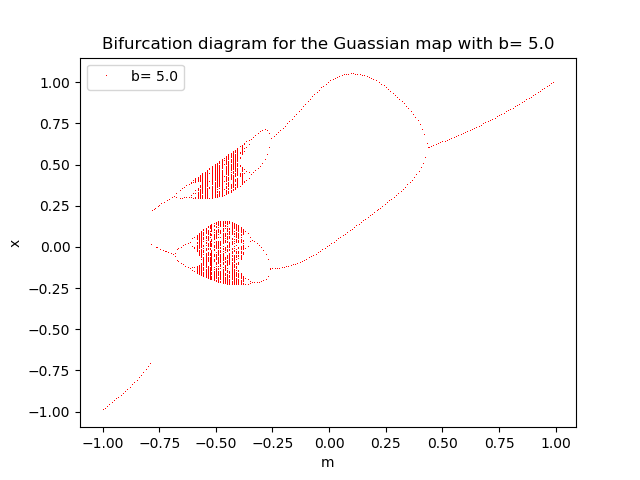 Bifurcation diagram for the Guassian map with b= 5.0
b= 5.0
1.00
0.75
0.50
0.25
0.00
−0.25
−0.50
−0.75
−1.00
x
−1.00 −0.75 −0.50 −0.25 0.00 0.25 0.50 0.75 1.00
m